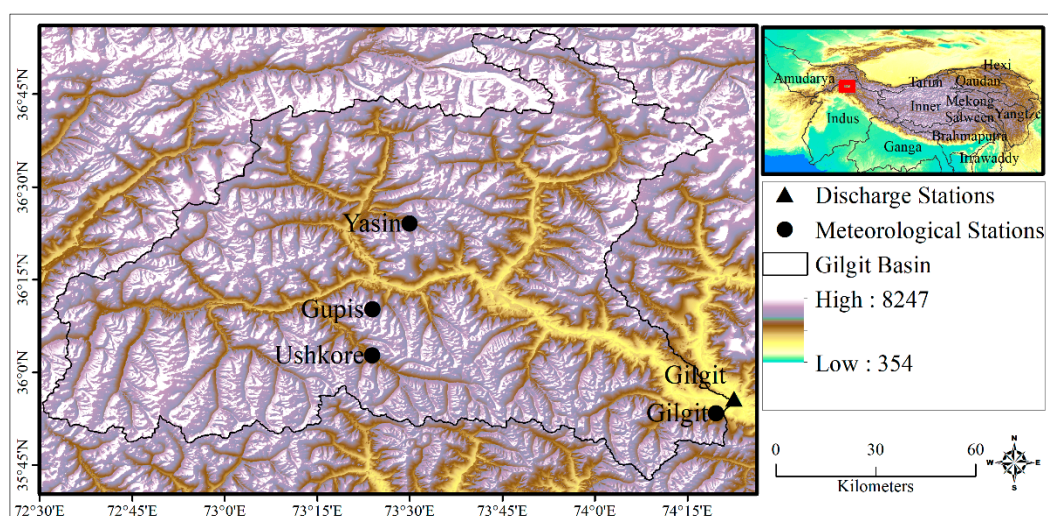 36°45'N
36°30'N
36°15'N
36°0'N
35°45'N
Yasin
Gupis
Ushkore
Gilgit
Gilgit
72°30'E
72°45'E
73°0'E
73°15'E
73°30'E
73°45'E
74°0'E
74°15'E
Amudarya
Tarim
Hexi
Qaudan
Indus
Inner
Mekong
Salween
Yangtze
Brahmaputra
Ganga
Irrawaddy
Discharge Stations
Meteorological Stations
Gilgit Basin
High : 8247
Low : 354
0 30 60
Kilometers
N
W E
S